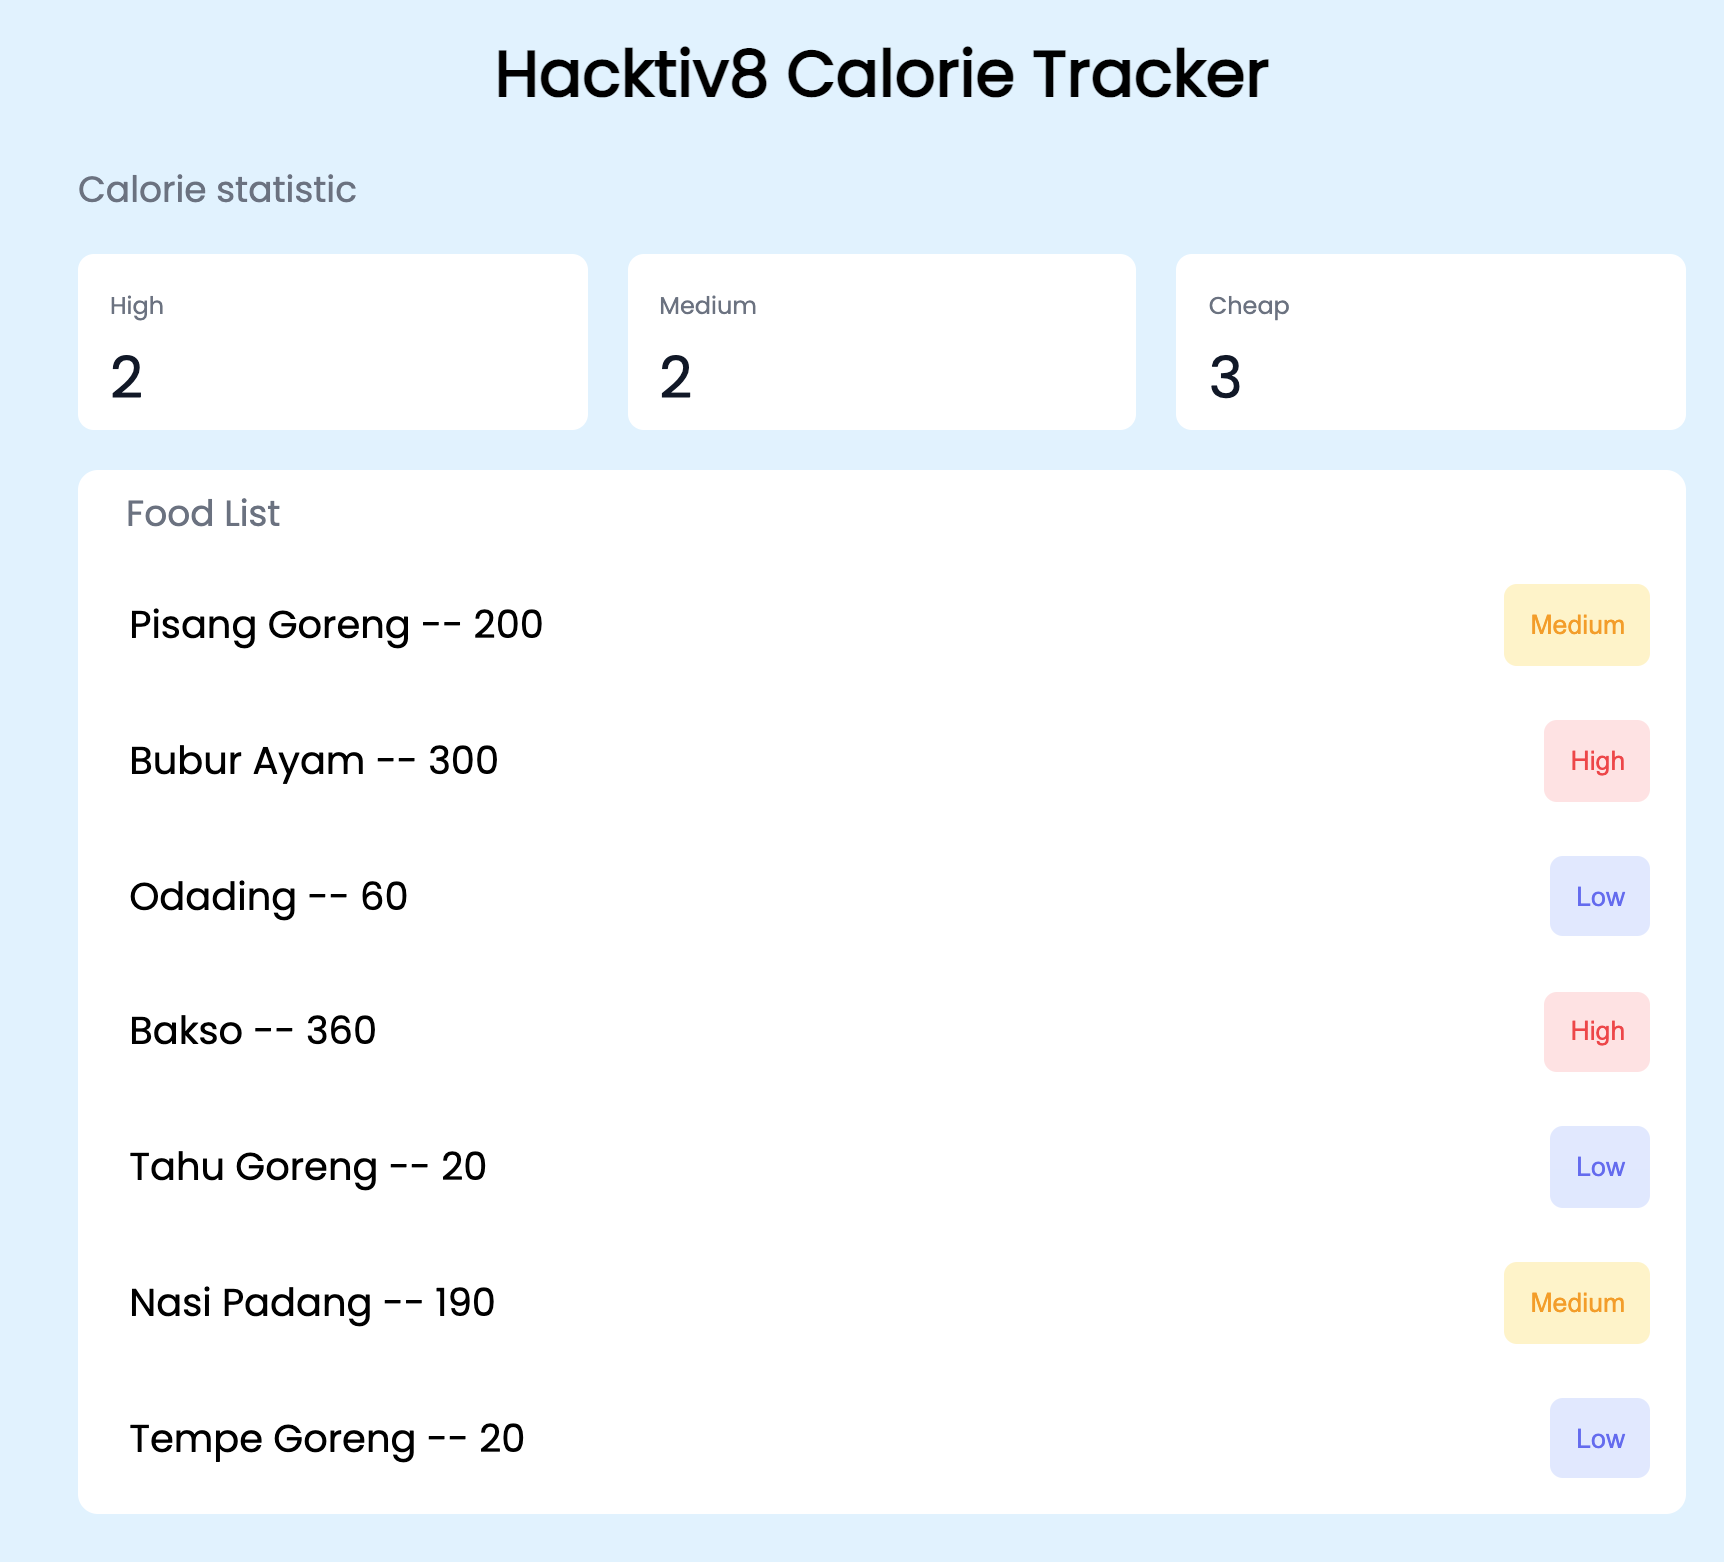 Hacktiv8 Calorie Tracker
Calorie statistic
High
2
Medium
2
Cheap
3
Food List
Pisang Goreng -- 200
Medium
Bubur Ayam -- 300
High
Odading -- 60
Low
Bakso -- 360
High
Tahu Goreng -- 20
Low
Nasi Padang -- 190
Medium
Tempe Goreng -- 20
Low